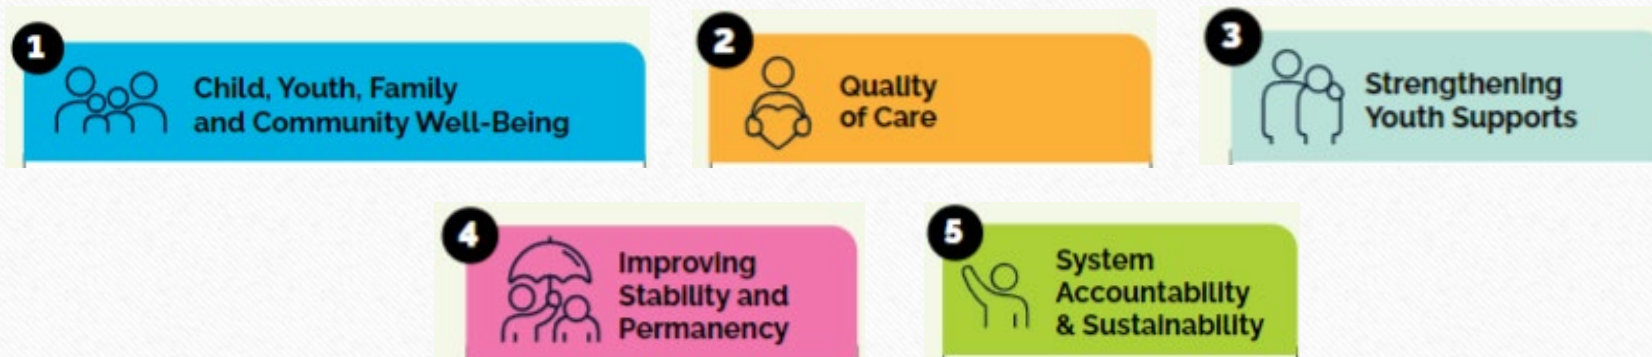 1
Child, Youth, Family
and Community Well-Being
2
Quality
of Care
3
Strengthening
Youth Supports
4
Improving
Stability and
Permanency
5
System
Accountability
& Sustainability